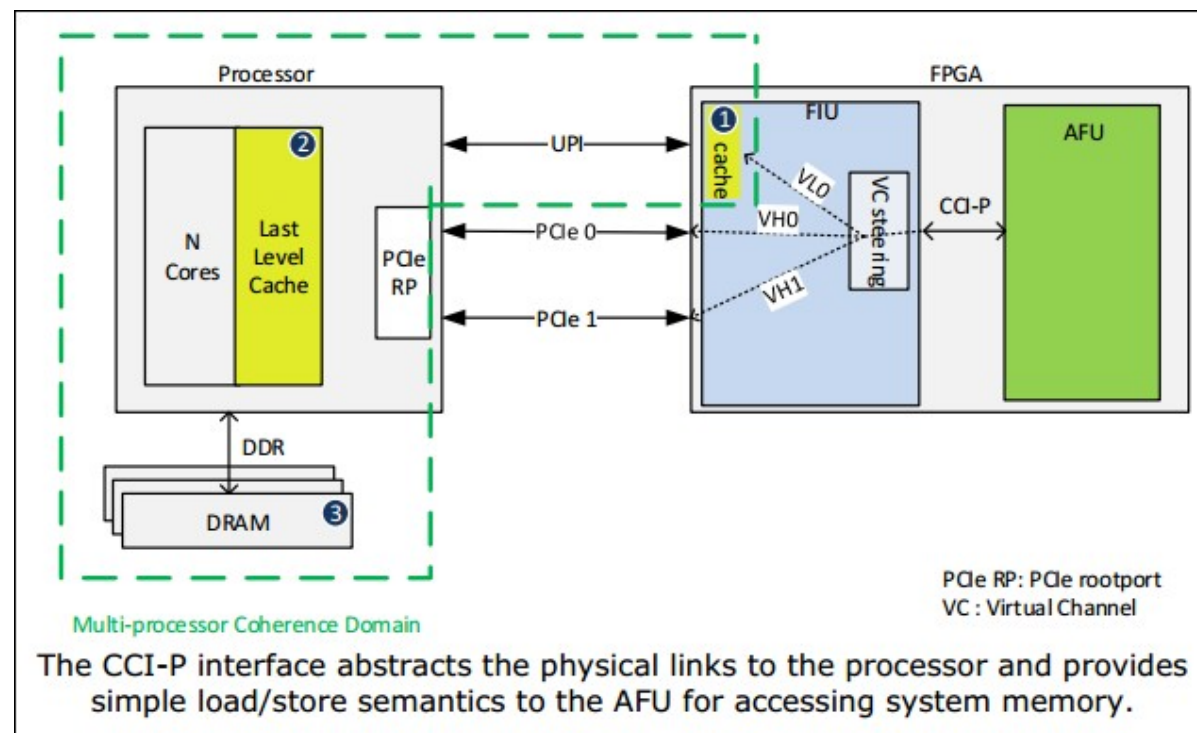 Processor
FPGA
N
Cores
2
Last
Level
Cache
PCIe
RP
UPI
PCIe 0
PCIe 1
1
cache
FIU
VL0
VH0
VH1
VC steering
CCI-P
AFU
DDR
DRAM
3
PCIe RP: PCIe rootport
VC : Virtual Channel
Multi-processor Coherence Domain
The CCI-P interface abstracts the physical links to the processor and provides
simple load/store semantics to the AFU for accessing system memory.